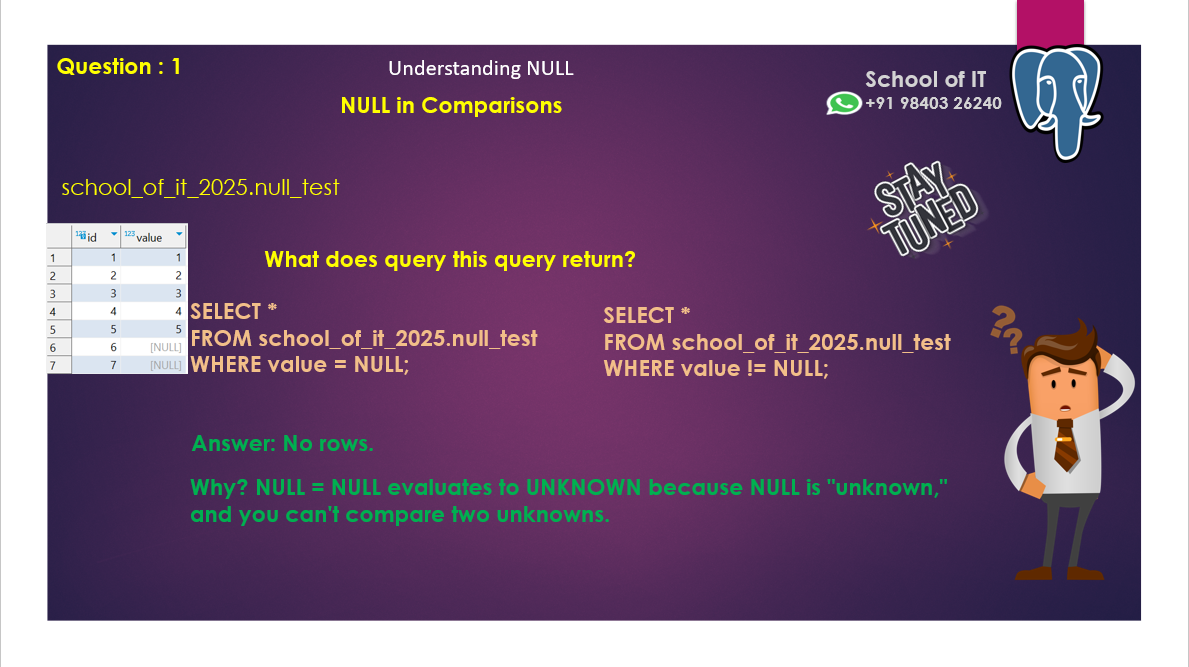 Question : 1
Understanding NULL
NULL in Comparisons
School of IT
+91 98403 26240
STAY
TUNED
school_of_it_2025.null_test
123 id 123 value
1 1 1
2 2 2
3 3 3
4 4 4
5 5 5
6 6 [NULL]
7 7 [NULL]
What does query this query return?
SELECT *
FROM school_of_it_2025.null_test
WHERE value = NULL;
SELECT *
FROM school_of_it_2025.null_test
WHERE value != NULL;
??
Answer: No rows.
Why? NULL = NULL evaluates to UNKNOWN because NULL is "unknown,"
and you can't compare two unknowns.